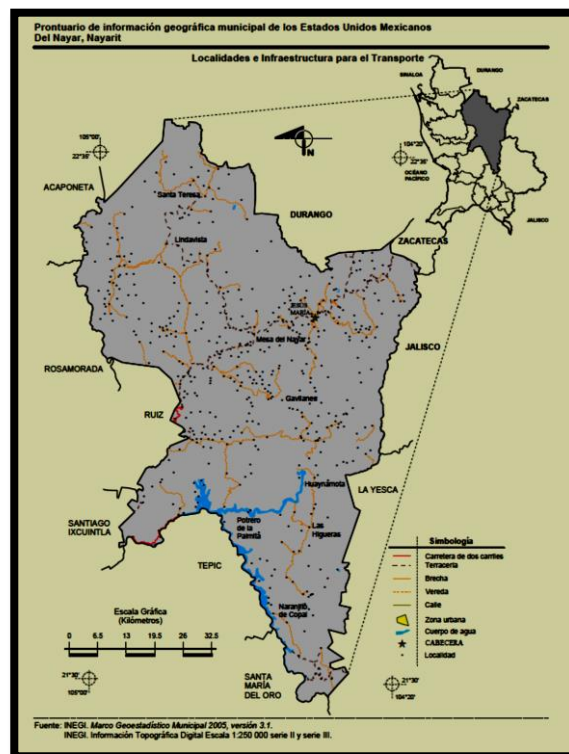 Prontuario de información geográfica municipal de los Estados Unidos Mexicanos
Del Nayar, Nayarit
Localidades e Infraestructura para el Transporte
SINALOA
DURANGO
ZACATECAS
OCÉANO
PACÍFICO
JALISCO
105°00'
22°35'
104°20'
22°35'
N
ACAPONETA
Santa Teresa
DURANGO
Lindavista
ZACATECAS
JESÚS
MARÍA
Mesa del Nayar
JALISCO
ROSAMORADA
Gavilanes
RUIZ
Huaynámota
LA YESCA
SANTIAGO
IXCUINTLA
Potrero
de la
Palmita
Las
Higueras
TEPIC
Naranjito
de Copal
SANTA
MARÍA
DEL ORO
Escala Gráfica
(Kilómetros)
0 6.5 13 19.5 26 32.5
21°30'
105°00'
21°30'
104°20'
Simbología
Carretera de dos carriles
Terracería
Brecha
Vereda
Calle
Zona urbana
Cuerpo de agua
CABECERA
Localidad
Fuente: INEGI. Marco Geoestadístico Municipal 2005, versión 3.1.
INEGI. Información Topográfica Digital Escala 1:250 000 serie II y serie III.